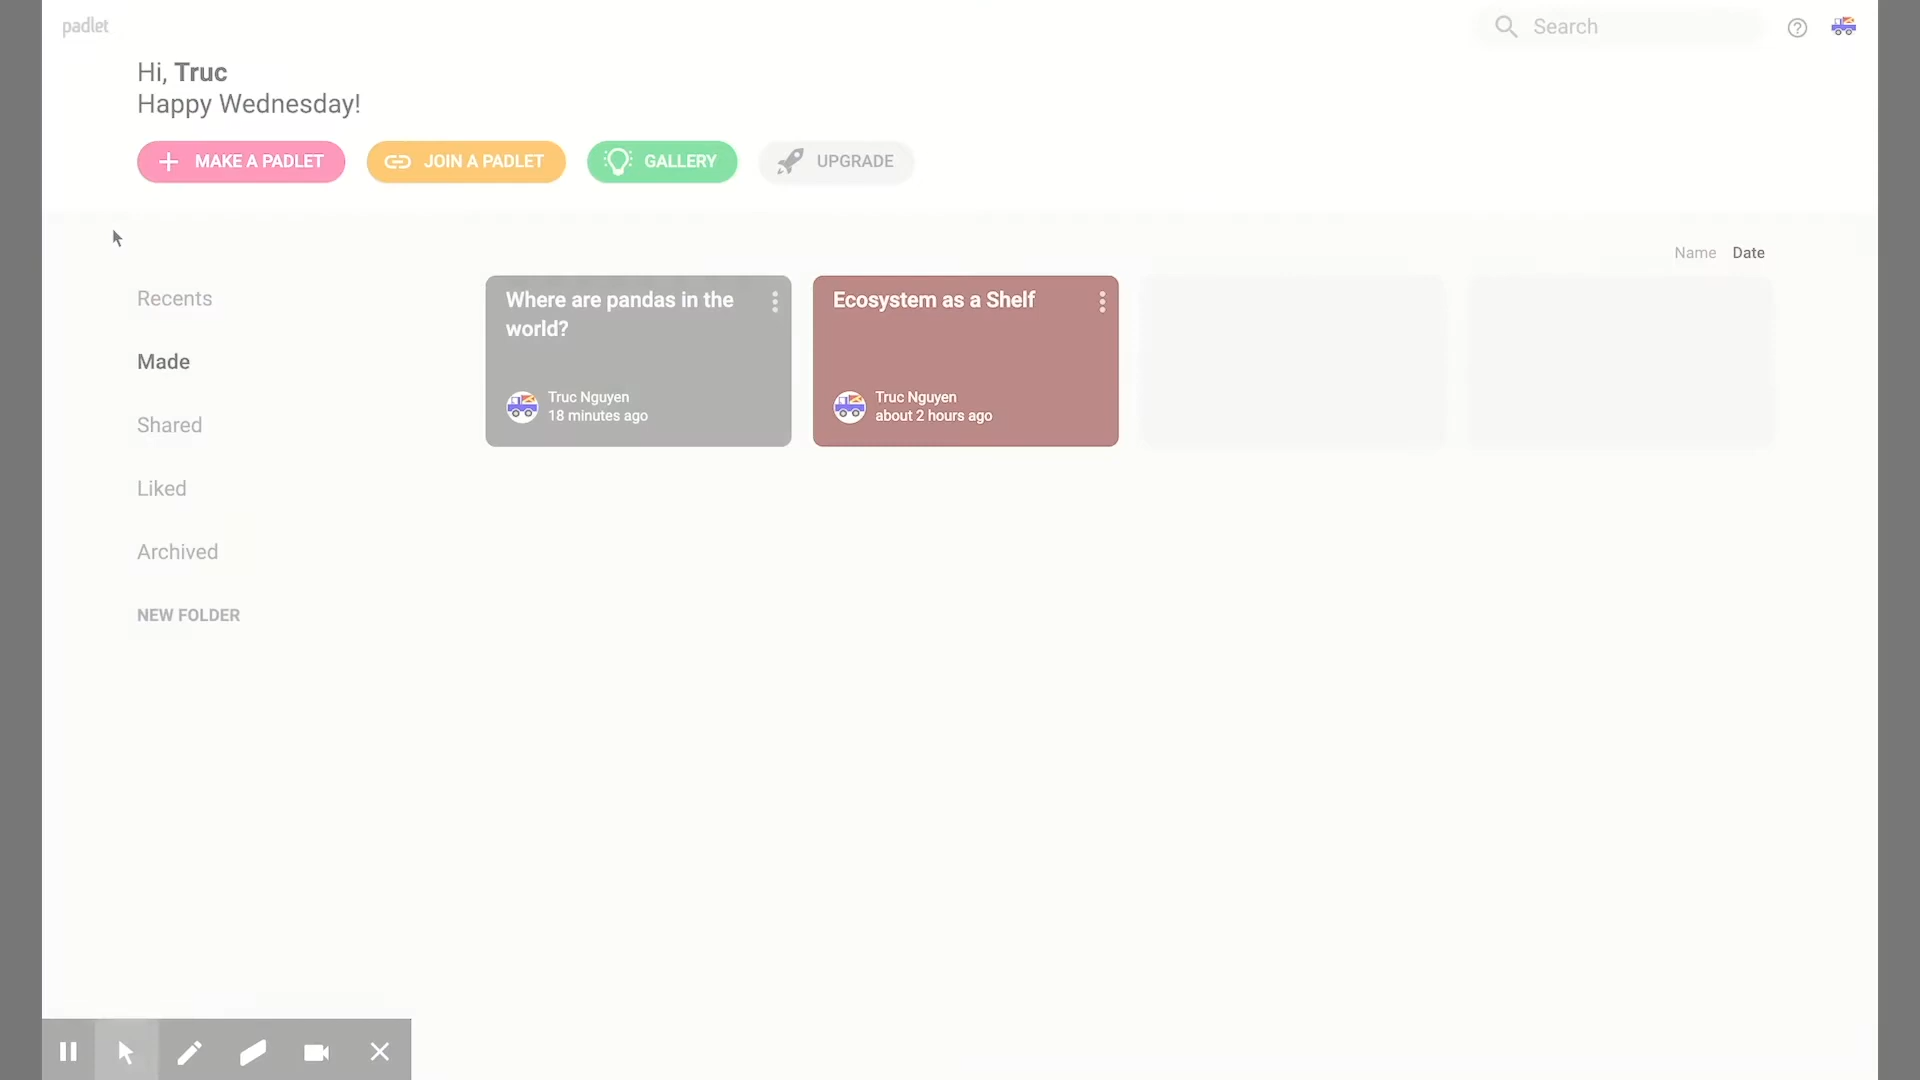 padlet
Search
Hi, Truc
Happy Wednesday!
MAKE A PADLET
JOIN A PADLET
GALLERY
UPGRADE
Name
Date
Recents
Made
Shared
Liked
Archived
NEW FOLDER
Where are pandas in the
world?
Truc Nguyen
18 minutes ago
Ecosystem as a Shelf
Truc Nguyen
about 2 hours ago